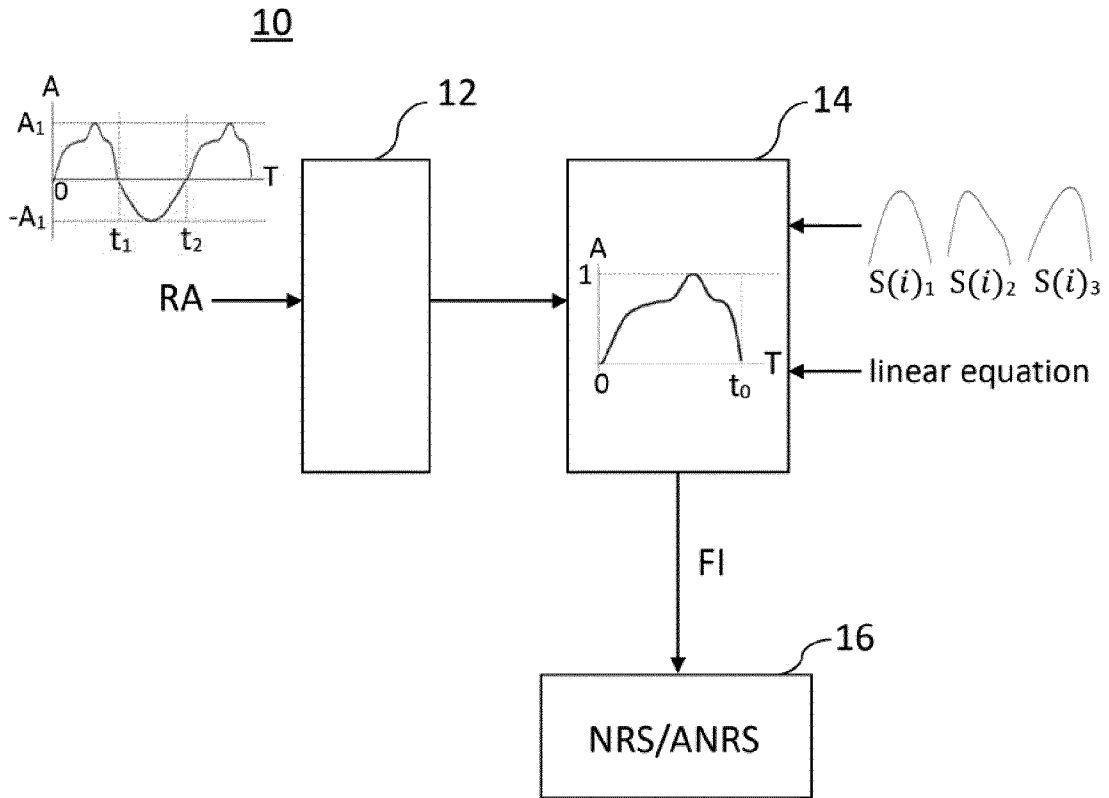 10
A
A₁
0
T
-A₁
t₁
t₂
RA
12
14
A
1
0
T
t₀
S(i)₁
S(i)₂
S(i)₃
linear equation
FI
16
NRS/ANRS